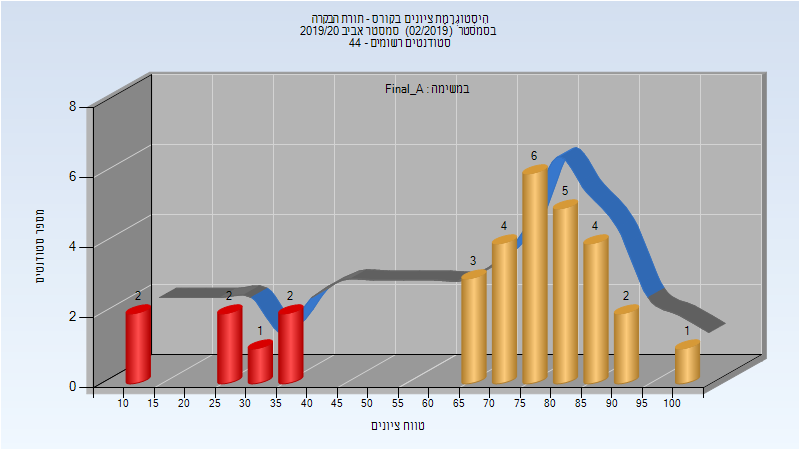 היסטוגרמת ציונים בקורס - תורת הבקרה
בסמסטר (02/2019) סמסטר אביב 2019/20
סטודנטים רשומים - 44
במשימה : Final_A
מספר סטודנטים
8
6
4
2
0
2
2
1
2
3
4
6
5
4
2
1
10 15 20 25 30 35 40 45 50 55 60 65 70 75 80 85 90 95 100
טווח ציונים